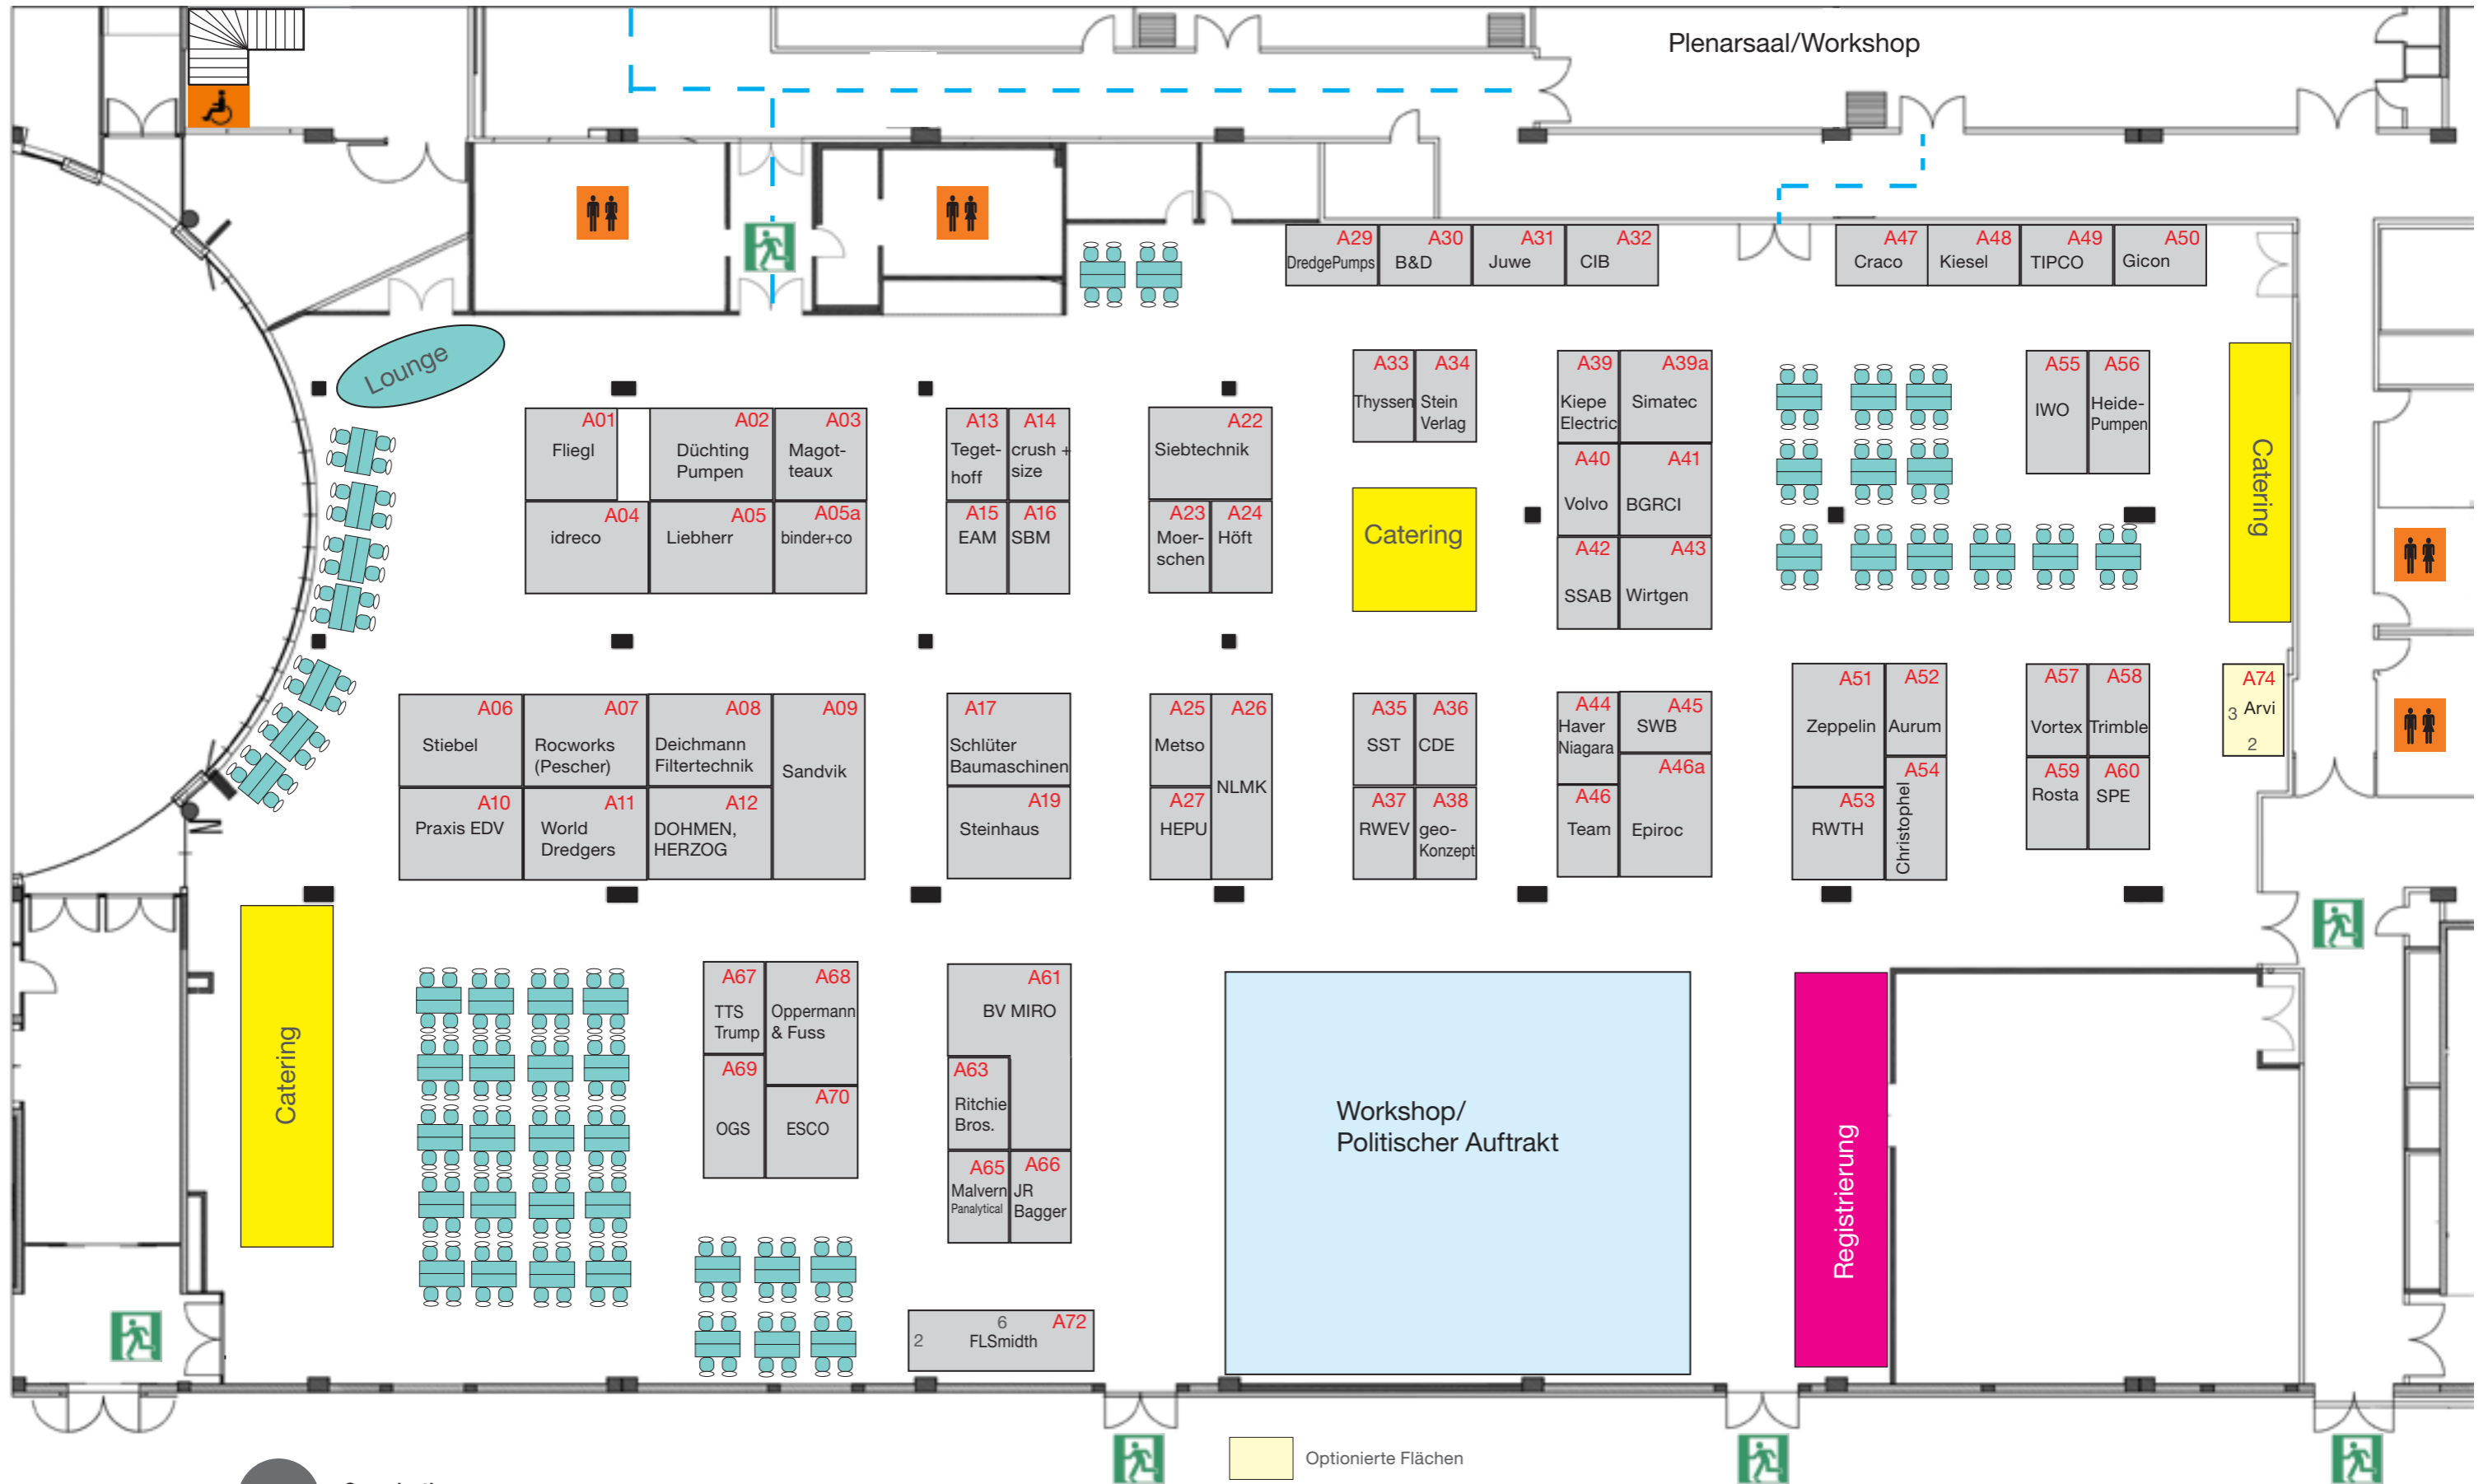 Plenarsaal/Workshop
A29
DredgePumps
A30
B&D
A31
Juwe
A32
CIB
A47
Craco
A48
Kiesel
A49
TIPCO
A50
Gicon
Lounge
A33
Thyssen
A34
Stein
Verlag
A39
Kiepe
Electric
A39a
Simatec
A55
IWO
A56
Heide-
Pumpen
Catering
A01
Fliegl
A02
Düchting
Pumpen
A03
Magot-
teaux
A13
Teget-
hoff
A14
crush +
size
A22
Siebtechnik
A40
Volvo
A41
BGRCI
Catering
A04
idreco
A05
Liebherr
A05a
binder+co
A15
EAM
A16
SBM
A23
Moer-
schen
A24
Höft
A42
SSAB
A43
Wirtgen
A06
Stiebel
A07
Rocworks
(Pescher)
A08
Deichmann
Filtertechnik
A09
Sandvik
A17
Schlüter
Baumaschinen
A25
Metso
A26
NLMK
A35
SST
A36
CDE
A44
Haver
Niagara
A45
SWB
A51
Zeppelin
A52
Aurum
A57
Vortex
A58
Trimble
A74
3 Arvi
2
A10
Praxis EDV
A11
World
Dredgers
A12
DOHMEN,
HERZOG
A19
Steinhaus
A27
HEPU
A37
RWEV
A38
geo-
Konzept
A46
Team
A46a
Epiroc
A53
RWTH
A54
Christophel
A59
Rosta
A60
SPE
Catering
A67
TTS
Trump
A68
Oppermann
& Fuss
A61
BV MIRO
A69
OGS
A70
ESCO
A63
Ritchie
Bros.
A65
Malvern
Panalytical
A66
JR
Bagger
Workshop/
Politischer Auftrakt
Registrierung
6
A72
2
FLSmidth
Optionierte Flächen